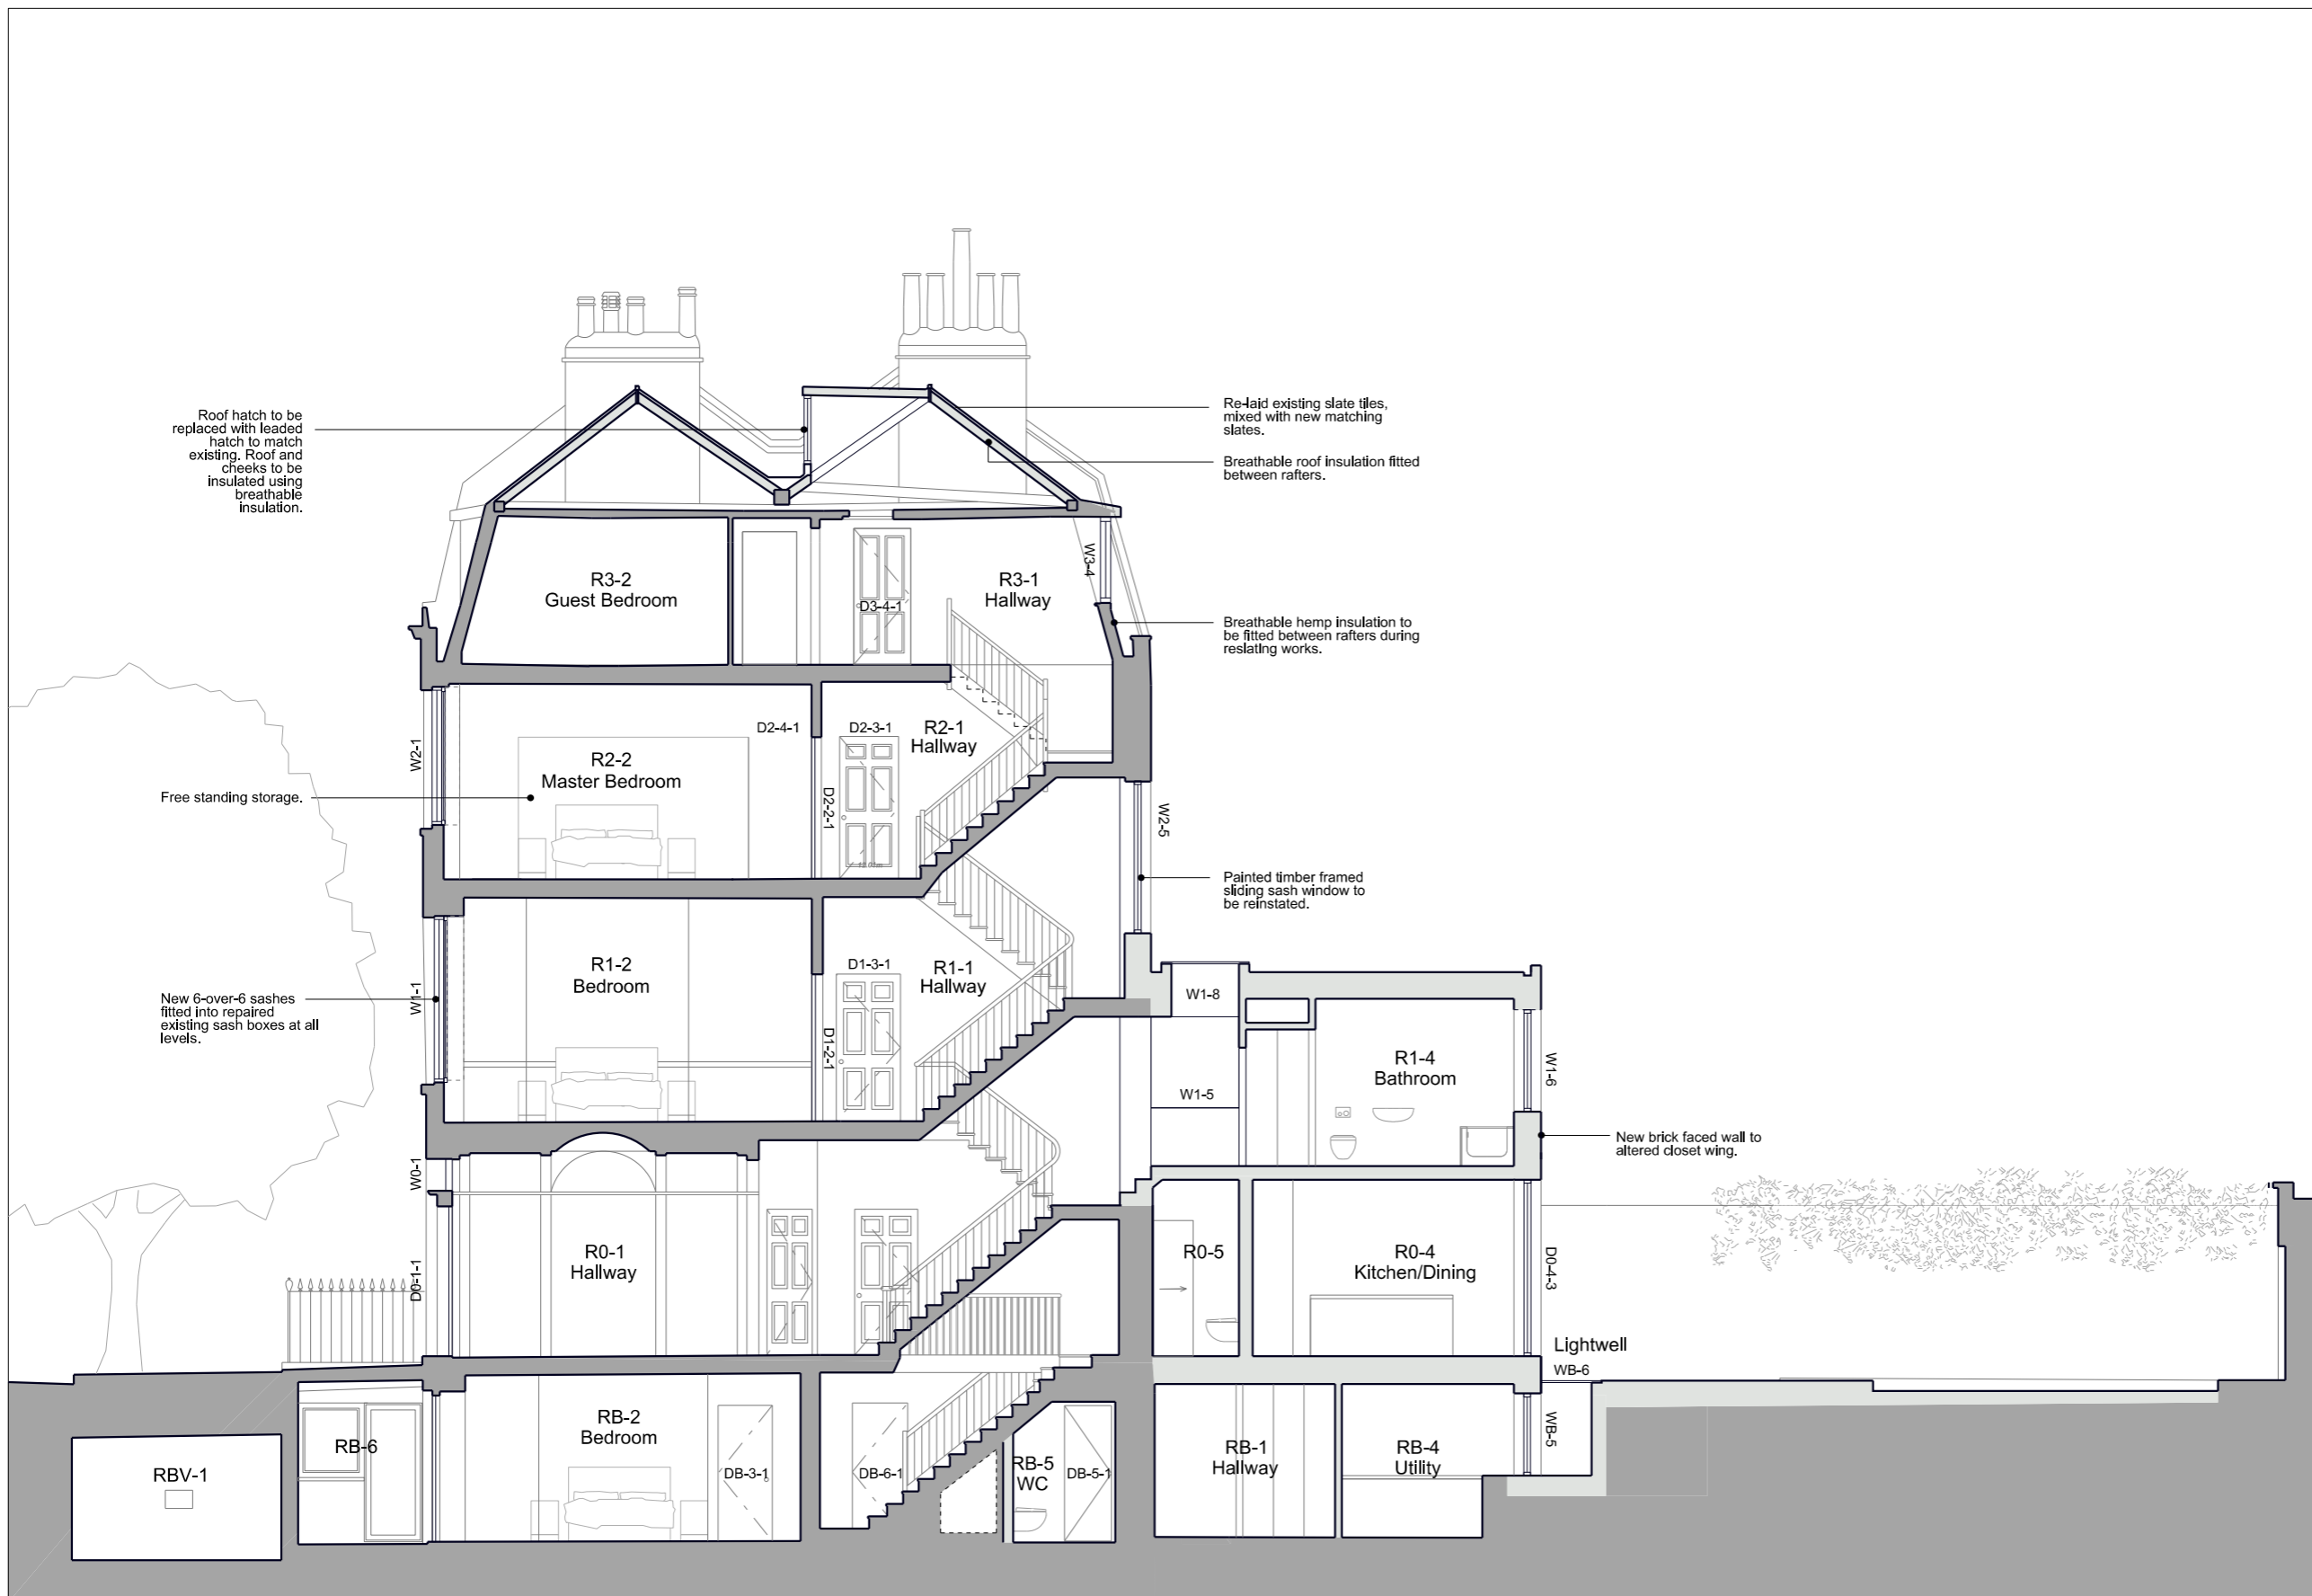 Roof hatch to be
replaced with leaded
hatch to match
existing. Roof and
cheeks to be
insulated using
breathable
insulation.
Re-laid existing slate tiles,
mixed with new matching
slates.
Breathable roof insulation fitted
between rafters.
R3-2
Guest Bedroom
D3-4-1
R3-1
Hallway
W3-4
Breathable hemp insulation to
be fitted between rafters during
reslating works.
W2-1
R2-2
Master Bedroom
D2-4-1
D2-3-1
R2-1
Hallway
D2-2-1
W2-5
Free standing storage.
Painted timber framed
sliding sash window to
be reinstated.
W1-1
R1-2
Bedroom
D1-3-1
R1-1
Hallway
D1-2-1
W1-8
New 6-over-6 sashes
fitted into repaired
existing sash boxes at all
levels.
W1-5
R1-4
Bathroom
W1-6
New brick faced wall to
altered closet wing.
W0-1
D0-1-1
R0-1
Hallway
R0-5
R0-4
Kitchen/Dining
D0-4-3
Lightwell
WB-6
RBV-1
RB-6
RB-2
Bedroom
DB-3-1
DB-6-1
RB-5
WC
DB-5-1
RB-1
Hallway
RB-4
Utility
WB-5